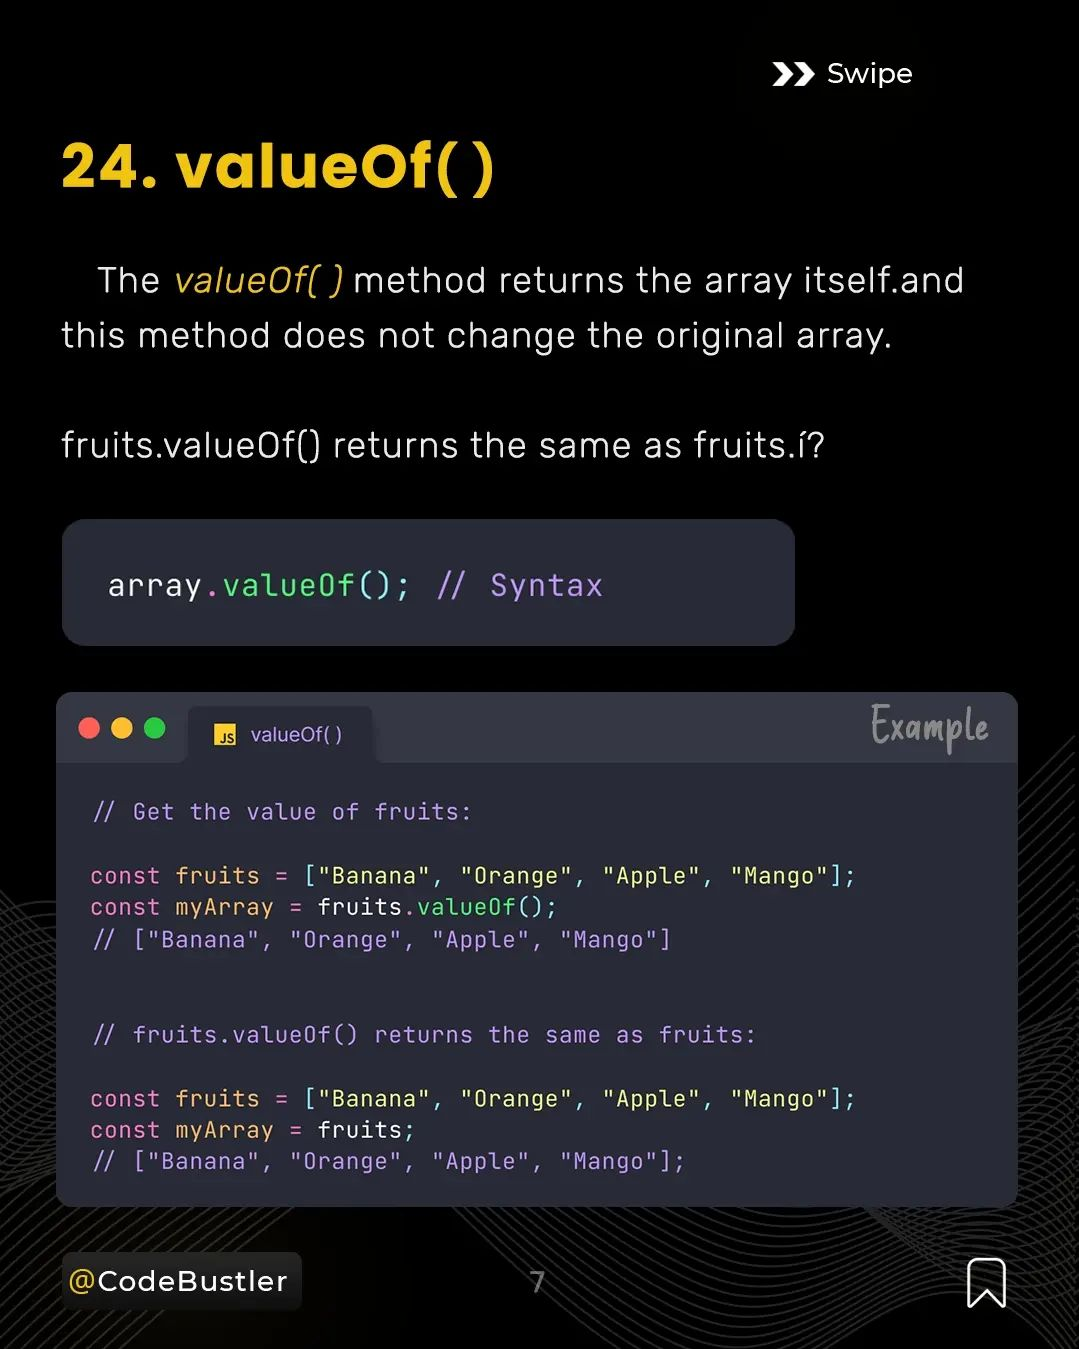 Swipe
24. valueOf( )
The valueOf( ) method returns the array itself.and
this method does not change the original array.
fruits.valueOf() returns the same as fruits.í?
array.valueOf(); // Syntax
JS valueOf( )
Example
// Get the value of fruits:
const fruits = ["Banana", "Orange", "Apple", "Mango"];
const myArray = fruits.valueOf();
// ["Banana", "Orange", "Apple", "Mango"]
// fruits.valueOf() returns the same as fruits:
const fruits = ["Banana", "Orange", "Apple", "Mango"];
const myArray = fruits;
// ["Banana", "Orange", "Apple", "Mango"];
@CodeBustler
7